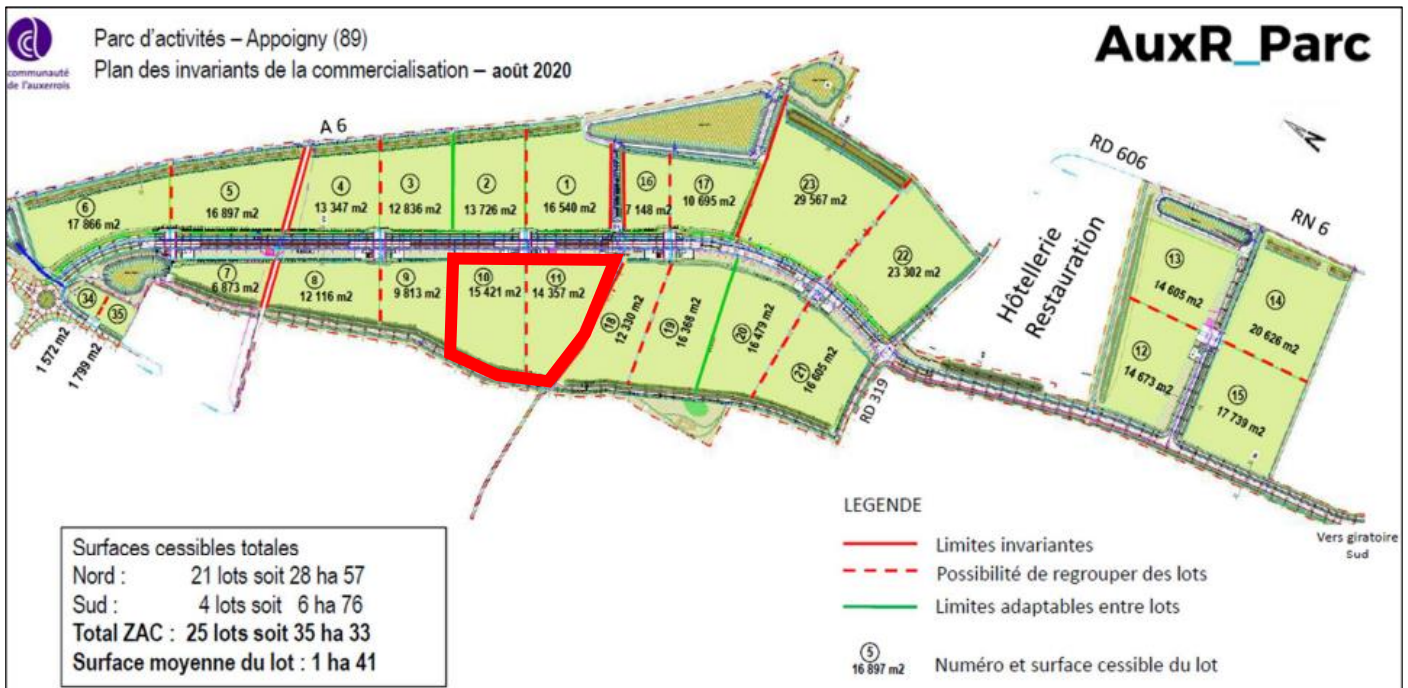 communauté
de l'auxerrois
Parc d'activités – Appoigny (89)
Plan des invariants de la commercialisation – août 2020
AuxR_Parc
A 6
N
RD 606
RN 6
Hôtellerie
Restauration
6
17 866 m2
5
16 897 m2
4
13 347 m2
3
12 836 m2
2
13 726 m2
1
16 540 m2
16
7 148 m2
17
10 695 m2
23
29 567 m2
22
23 302 m2
7
6 873 m2
8
12 116 m2
9
9 813 m2
10
15 421 m2
11
14 357 m2
18
12 330 m2
19
16 368 m2
20
16 479 m2
21
16 605 m2
34
1 572 m2
35
1 799 m2
RD 319
13
14 605 m2
14
20 626 m2
12
14 673 m2
15
17 739 m2
Vers giratoire
Sud
Surfaces cessibles totales
Nord : 21 lots soit 28 ha 57
Sud : 4 lots soit 6 ha 76
Total ZAC : 25 lots soit 35 ha 33
Surface moyenne du lot : 1 ha 41
LEGENDE
Limites invariantes
Possibilité de regrouper des lots
Limites adaptables entre lots
5
16 897 m2
Numéro et surface cessible du lot